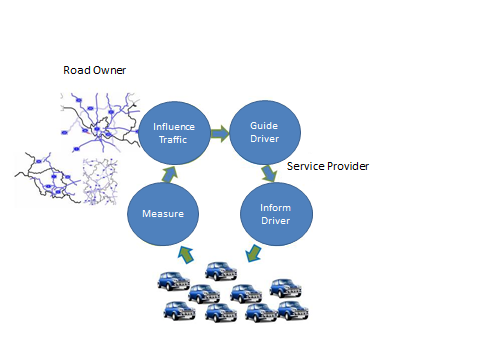 Road Owner
Influence
Traffic
Guide
Driver
Service Provider
Measure
Inform
Driver